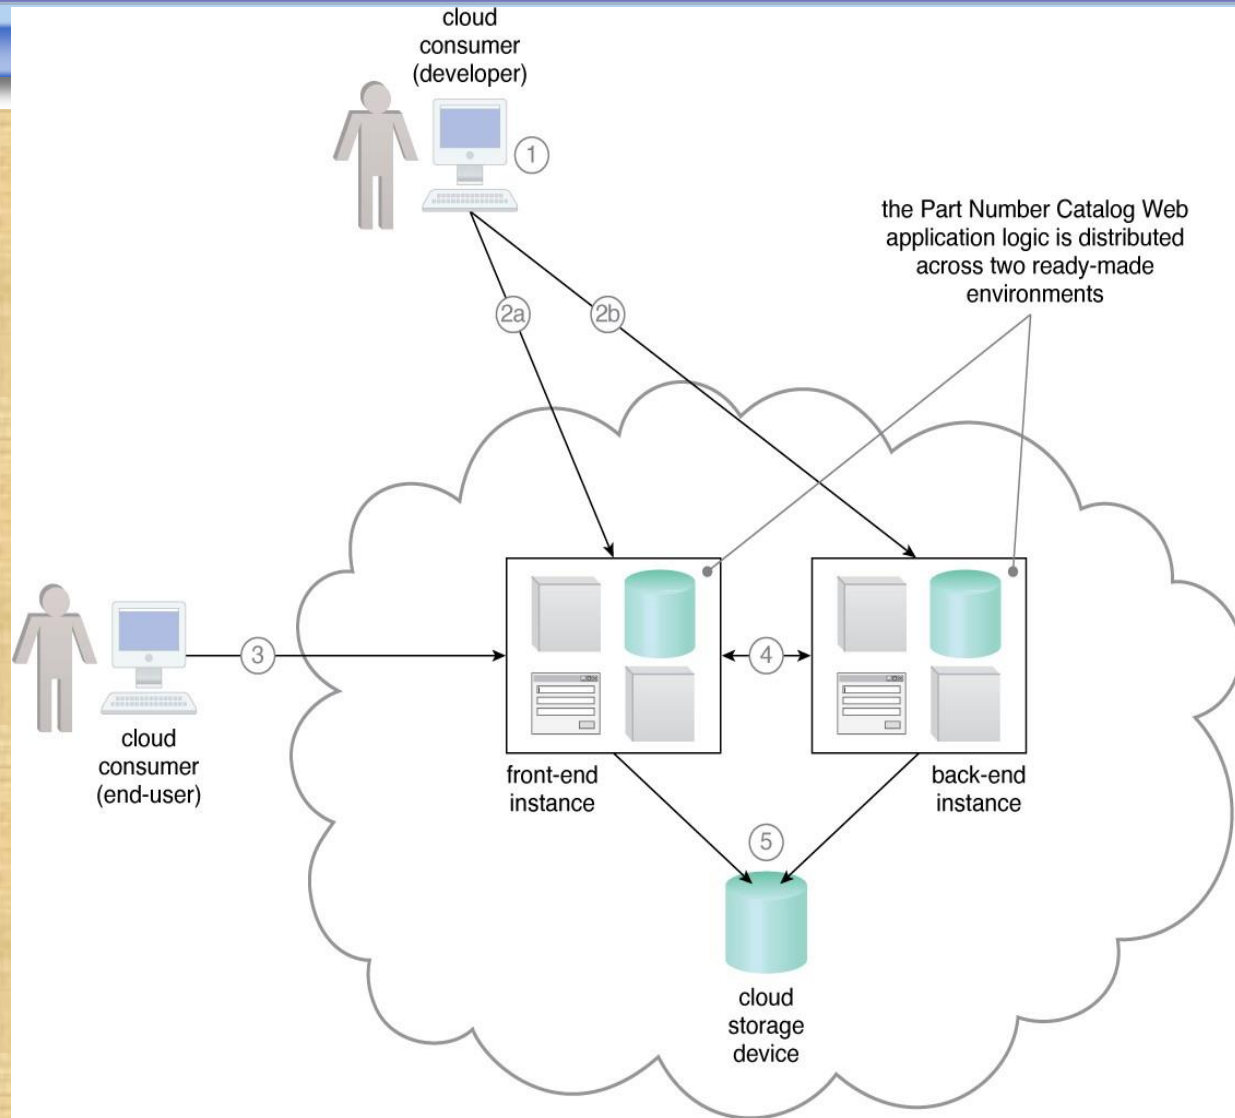 cloud
consumer
(developer)
1
the Part Number Catalog Web
application logic is distributed
across two ready-made
environments
2a
2b
3
4
cloud
consumer
(end-user)
front-end
instance
back-end
instance
5
cloud
storage
device